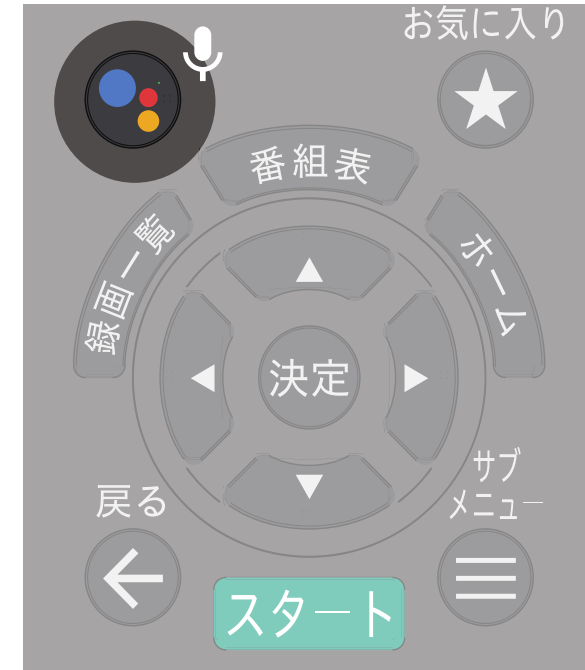 お気に入り
番組表
録画一覧
ホーム
決定
戻る
サブ
メニュー
スタート